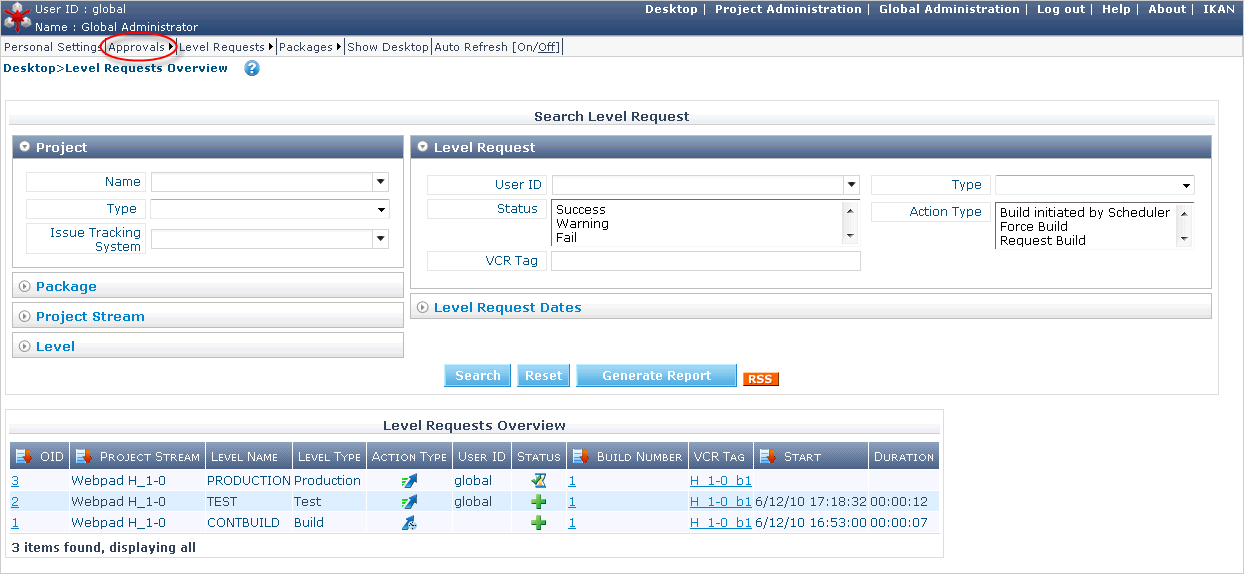 User ID : global
Desktop | Project Administration | Global Administration | Log out | Help | About | IKAN
Name : Global Administrator
Personal Settings Approvals Level Requests Packages Show Desktop Auto Refresh [On/Off]
Desktop>Level Requests Overview ?
Search Level Request
Project
Level Request
Name
User ID
Type
Type
Status
Success
Warning
Fail
Action Type
Build initiated by Scheduler
Force Build
Request Build
Issue Tracking
System
VCR Tag
Package
Level Request Dates
Project Stream
Level
Search Reset Generate Report RSS
Level Requests Overview
OID PROJECT STREAM LEVEL NAME LEVEL TYPE ACTION TYPE USER ID STATUS BUILD NUMBER VCR TAG START DURATION
3 Webpad H_1-0 PRODUCTION Production global 1 H_1-0_b1
2 Webpad H_1-0 TEST Test global 1 H_1-0_b1 6/12/10 17:18:32 00:00:12
1 Webpad H_1-0 CONTBUILD Build 1 H_1-0_b1 6/12/10 16:53:00 00:00:07
3 items found, displaying all